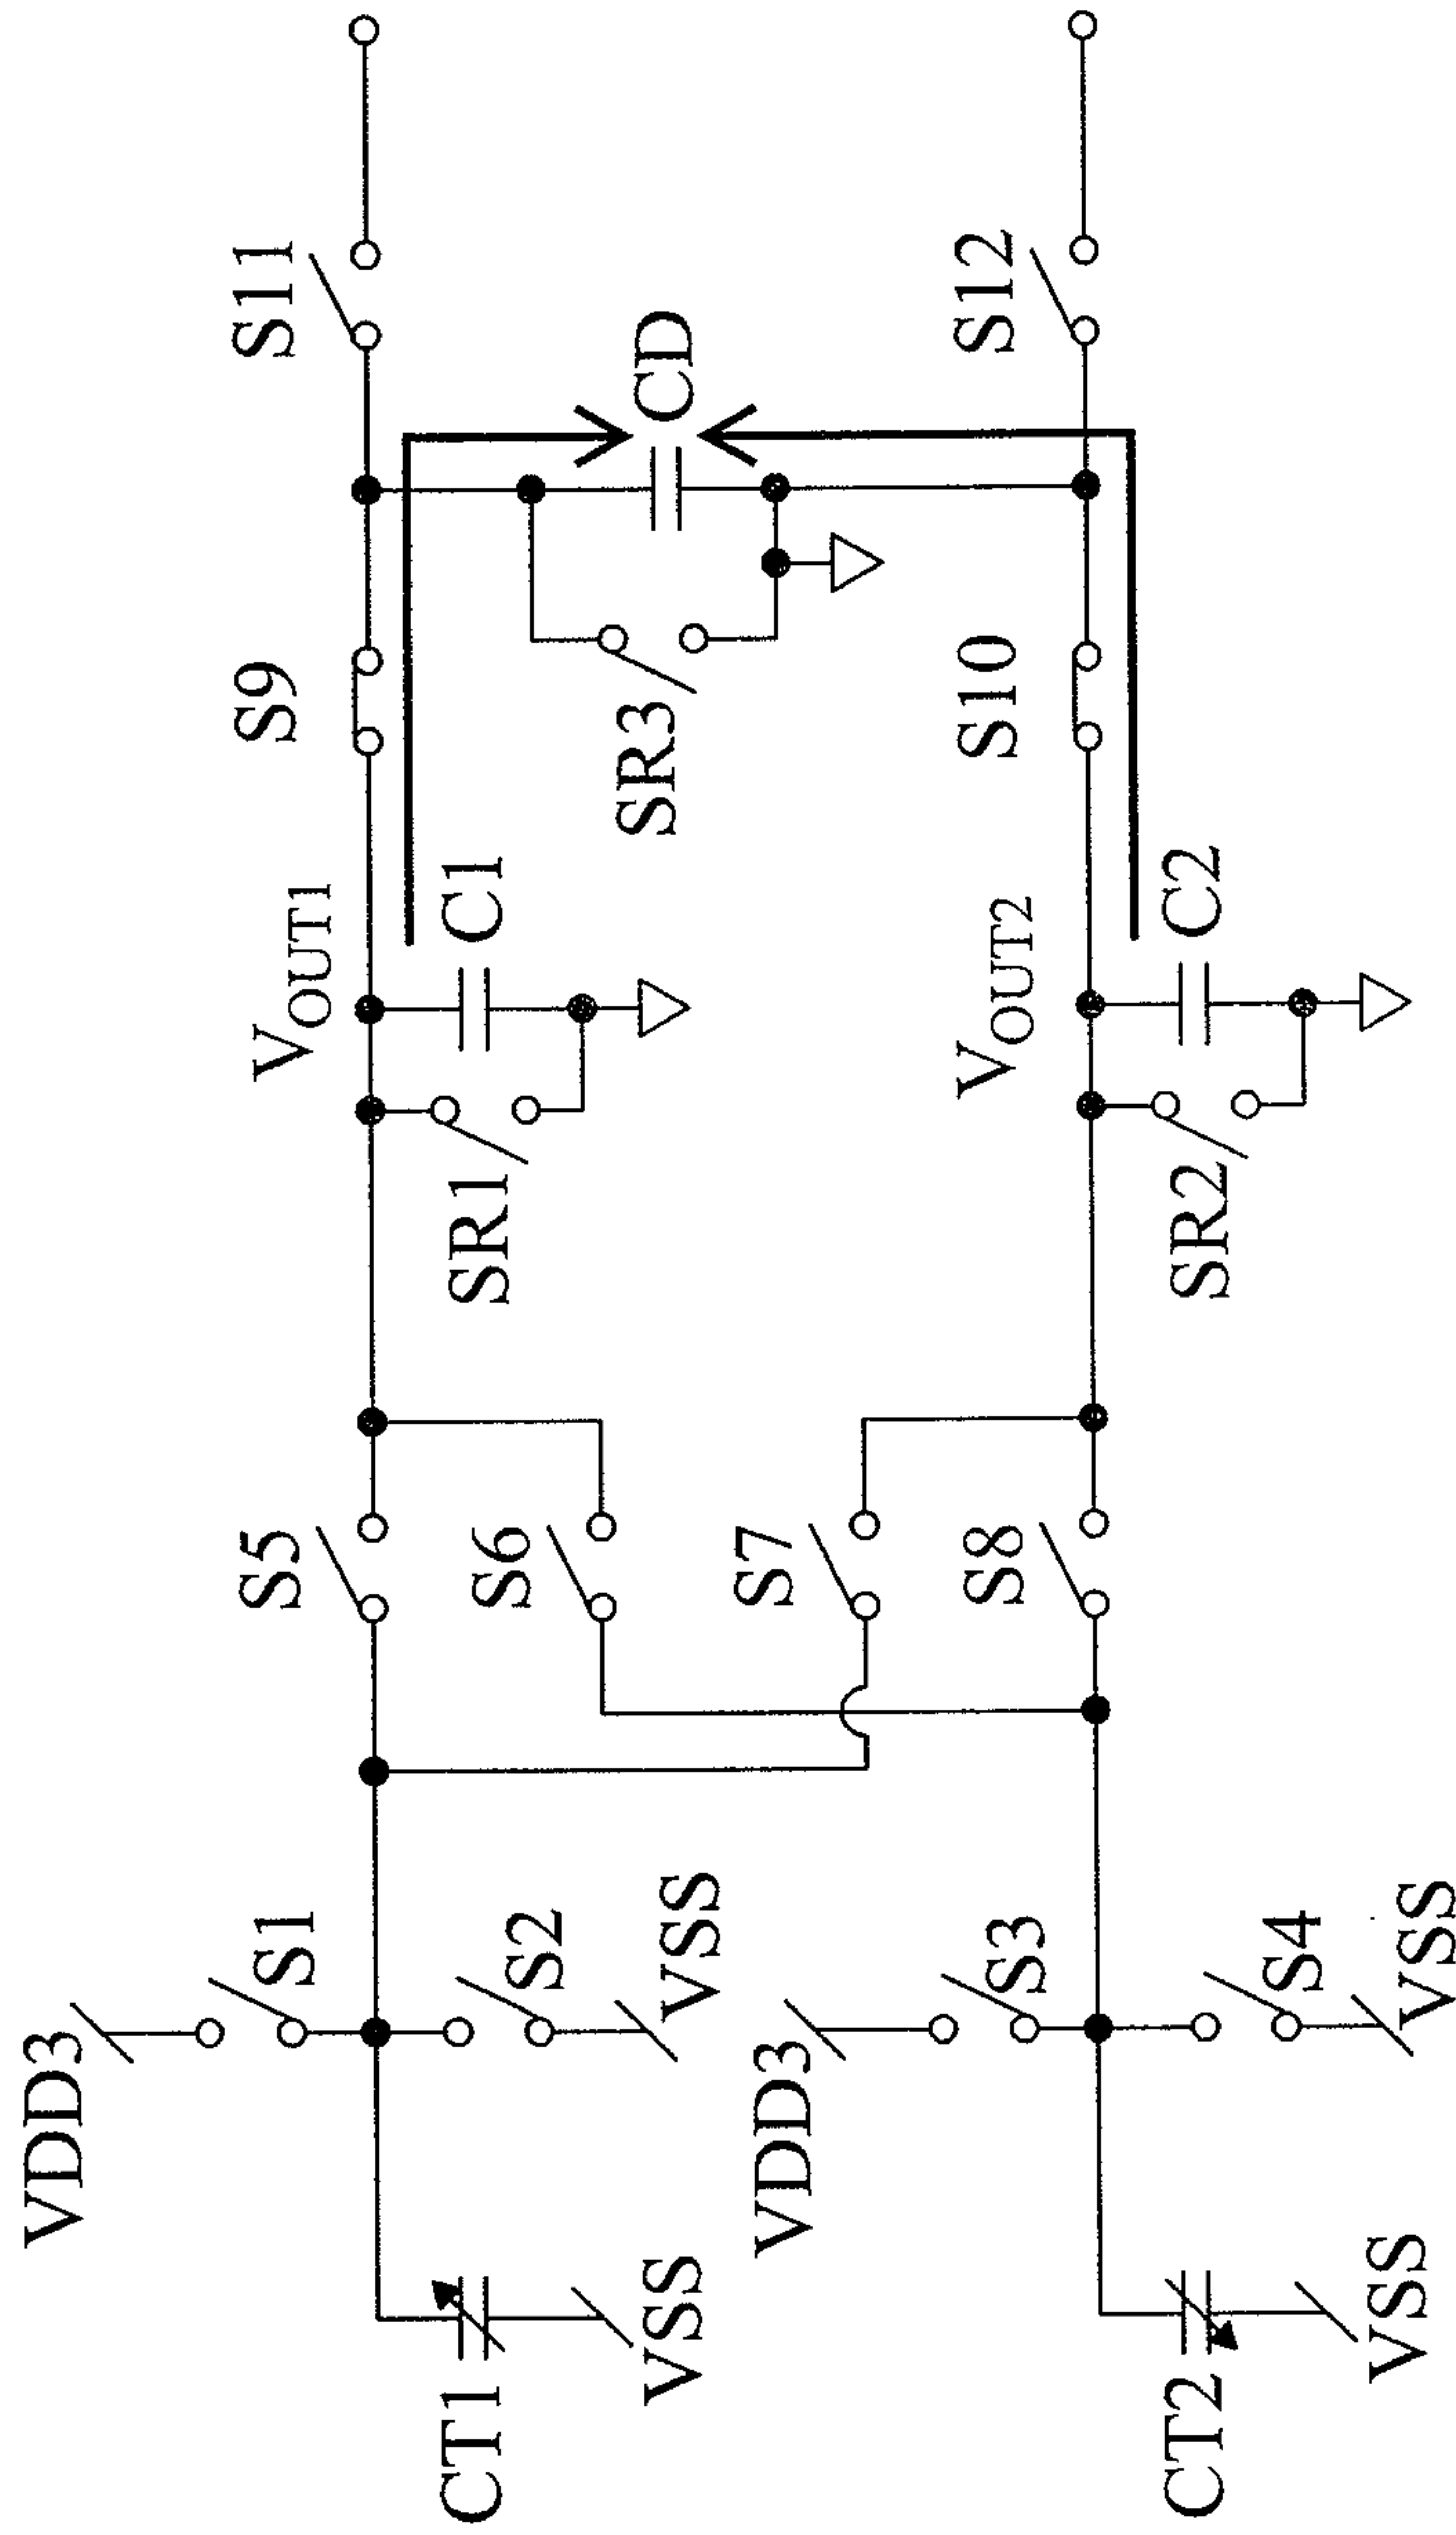 VDD3
S1
CT1
VSS
S2
VSS
S5
S6
SR1
V_OUT1
C1
S9
SR3
CD
S11
VDD3
S3
CT2
VSS
S4
VSS
S7
S8
SR2
V_OUT2
C2
S10
S12